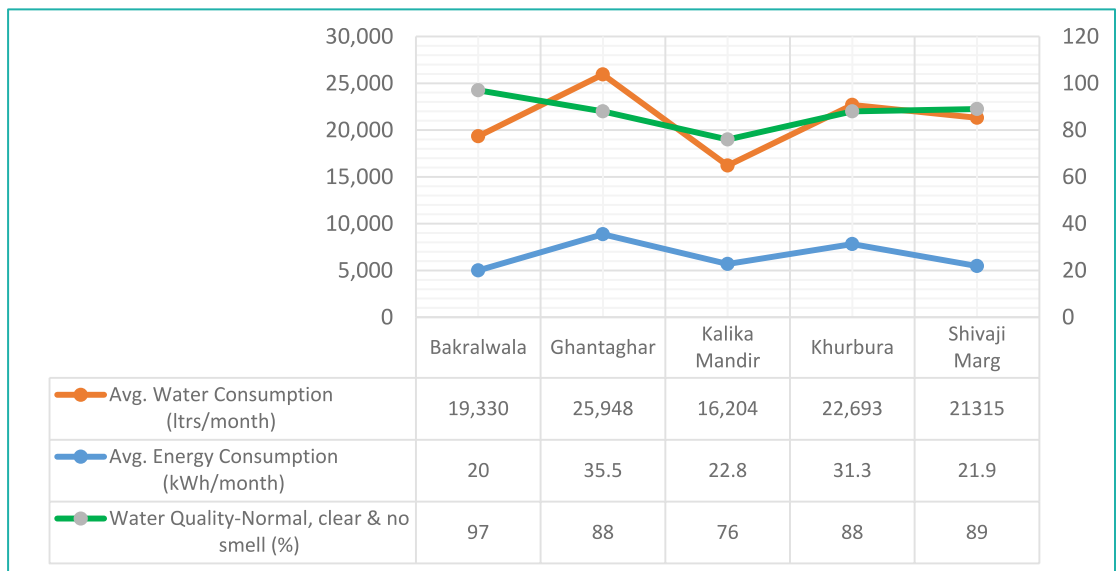 30,000 120
25,000 100
20,000 80
15,000 60
10,000 40
5,000 20
0 0
Bakralwala Ghantaghar Kalika Mandir Khurbura Shivaji Marg
Avg. Water Consumption
(ltrs/month) 19,330 25,948 16,204 22,693 21315
Avg. Energy Consumption
(kWh/month) 20 35.5 22.8 31.3 21.9
Water Quality-Normal, clear & no
smell (%) 97 88 76 88 89